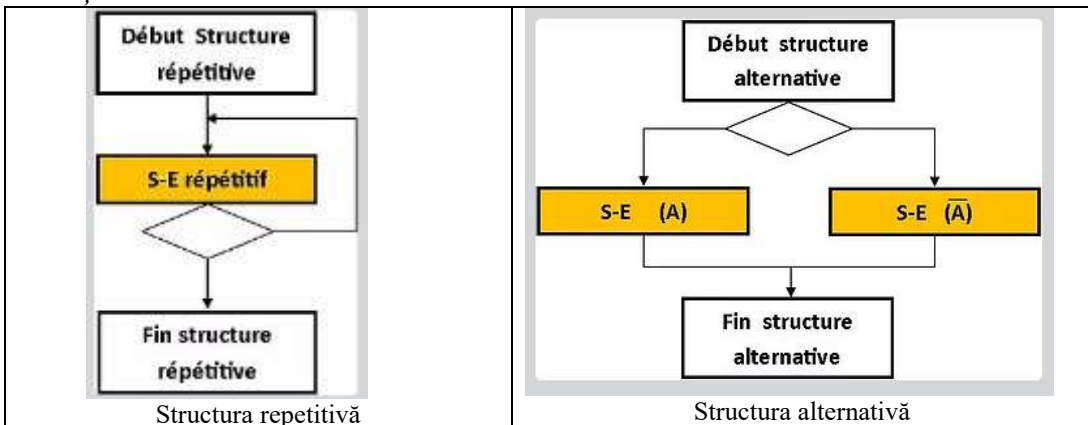 Début Structure
répétitive
S-E répétitif
Fin structure
répétitive
Structura repetitivă
Début structure
alternative
S-E (A)
S-E (A̅)
Fin structure
alternative
Structura alternativă